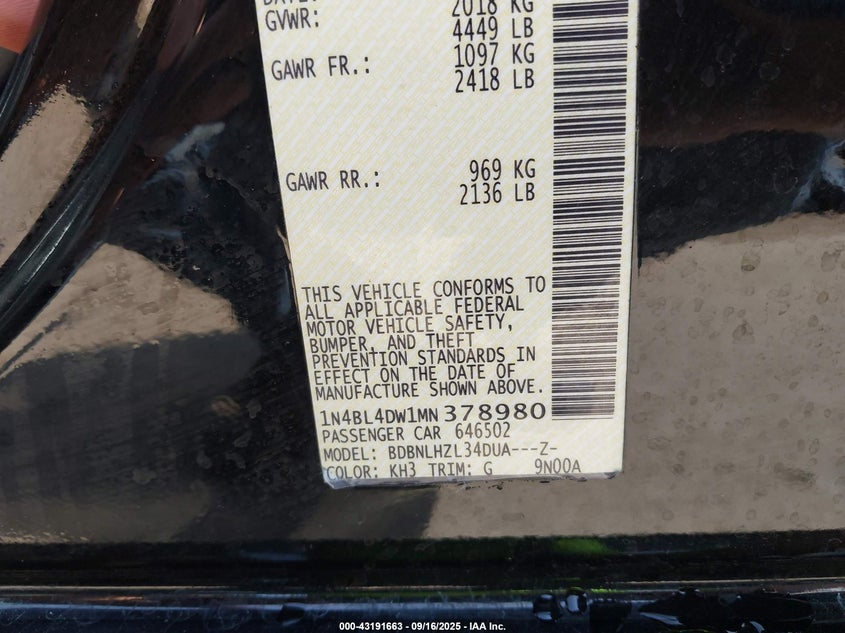 GVWR: 2018 KG
4449 LB
GAWR FR.: 1097 KG
2418 LB
GAWR RR.: 969 KG
2136 LB
THIS VEHICLE CONFORMS TO
ALL APPLICABLE FEDERAL
MOTOR VEHICLE SAFETY,
BUMPER, AND THEFT
PREVENTION STANDARDS IN
EFFECT ON THE DATE OF
MANUFACTURE SHOWN ABOVE.
1N4BL4DW1MN378980
PASSENGER CAR 646502
MODEL: BDBNLHZL34DUA---Z-
COLOR: KH3 TRIM: G 9N00A
000-43191663 - 09/16/2025 - IAA Inc.